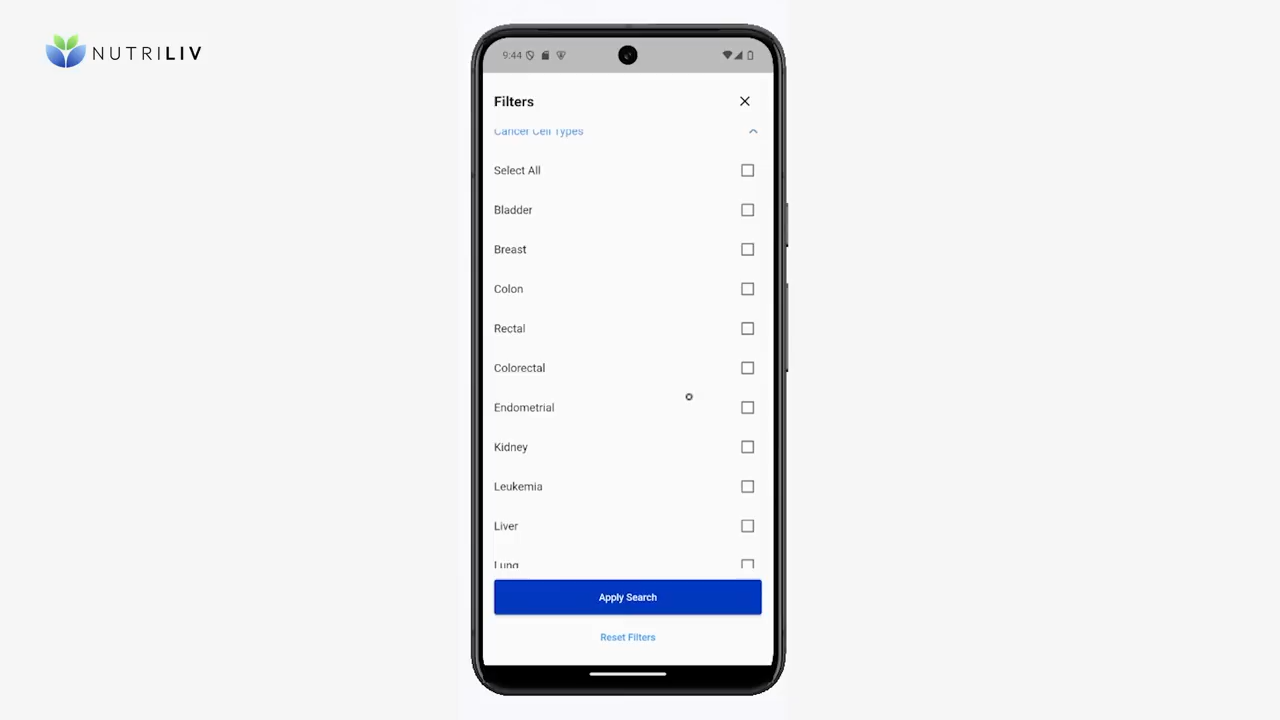 NUTRILIV
9:44
Filters
Cancer Cell Types
Select All
Bladder
Breast
Colon
Rectal
Colorectal
Endometrial
Kidney
Leukemia
Liver
Lung
Apply Search
Reset Filters